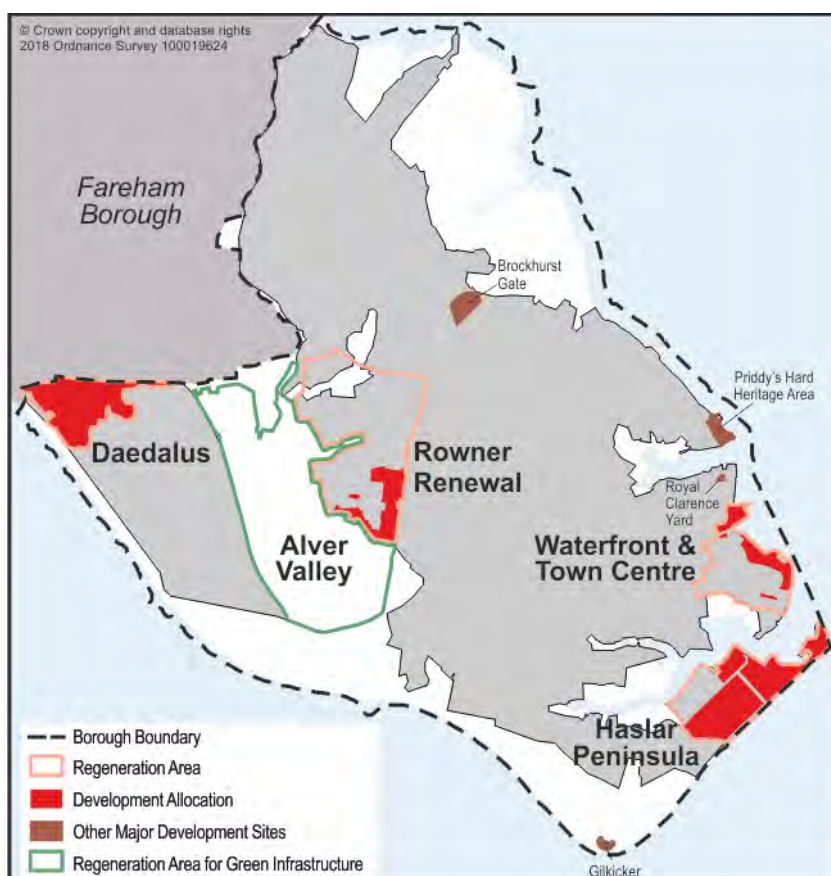 © Crown copyright and database rights
2018 Ordnance Survey 100019624
Fareham
Borough
Brockhurst
Gate
Priddy's Hard
Heritage Area
Daedalus
Rowner
Renewal
Royal
Clarence
Yard
Alver
Valley
Waterfront &
Town Centre
Haslar
Peninsula
Borough Boundary
Regeneration Area
Development Allocation
Other Major Development Sites
Regeneration Area for Green Infrastructure
Gilkicker